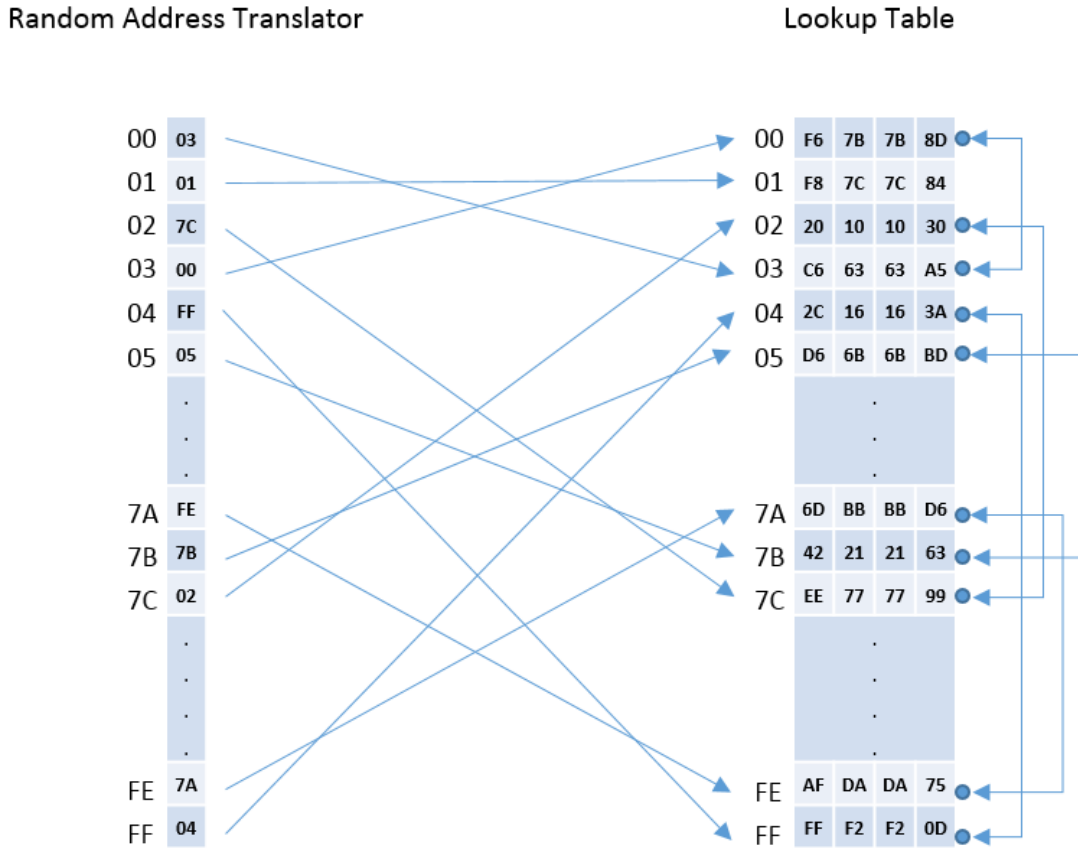 Random Address Translator Lookup Table
00 03 00 F6 7B 7B 8D
01 01 01 F8 7C 7C 84
02 7C 02 20 10 10 30
03 00 03 C6 63 63 A5
04 FF 04 2C 16 16 3A
05 05 05 D6 6B 6B BD
. .
. .
. .
7A FE 7A 6D BB BB D6
7B 7B 7B 42 21 21 63
7C 02 7C EE 77 77 99
. .
. .
. .
. .
FE 7A FE AF DA DA 75
FF 04 FF FF F2 F2 0D